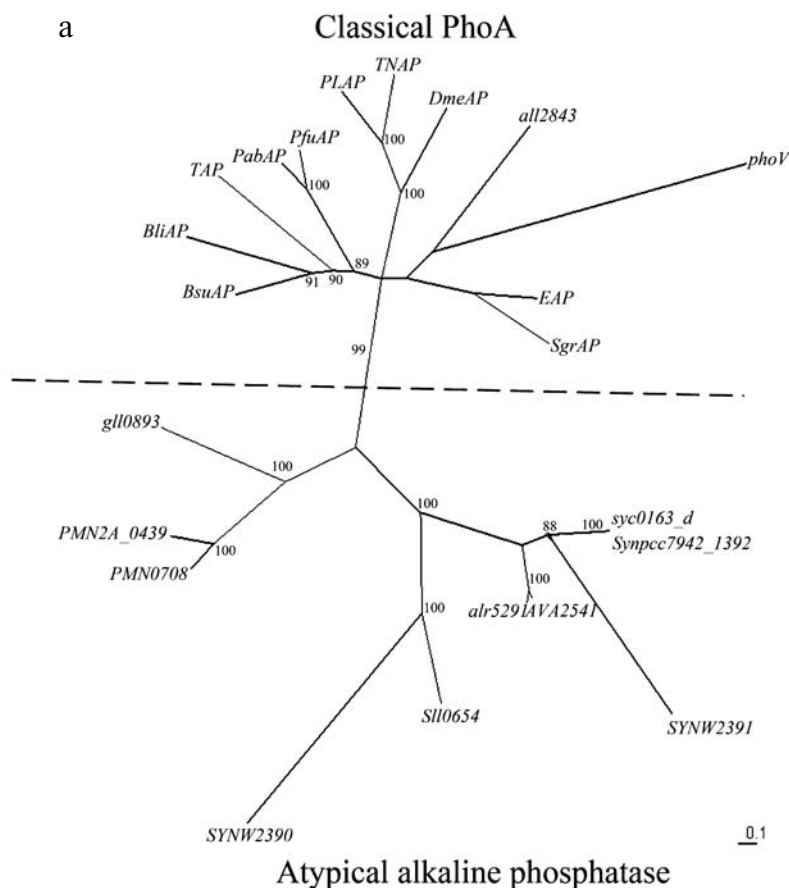 a
Classical PhoA
TNAP
PLAP
DmeAP
all2843
PfuAP
100
PabAP
phoV
TAP
100
100
BliAP
89
90
91
BsuAP
EAP
SgrAP
99
gll0893
100
100
88
100
syc0163_d
PMN2A_0439
Synpcc7942_1392
100
PMN0708
100
alr5291AVA2541
100
Sll0654
SYNW2391
SYNW2390
0.1
Atypical alkaline phosphatase